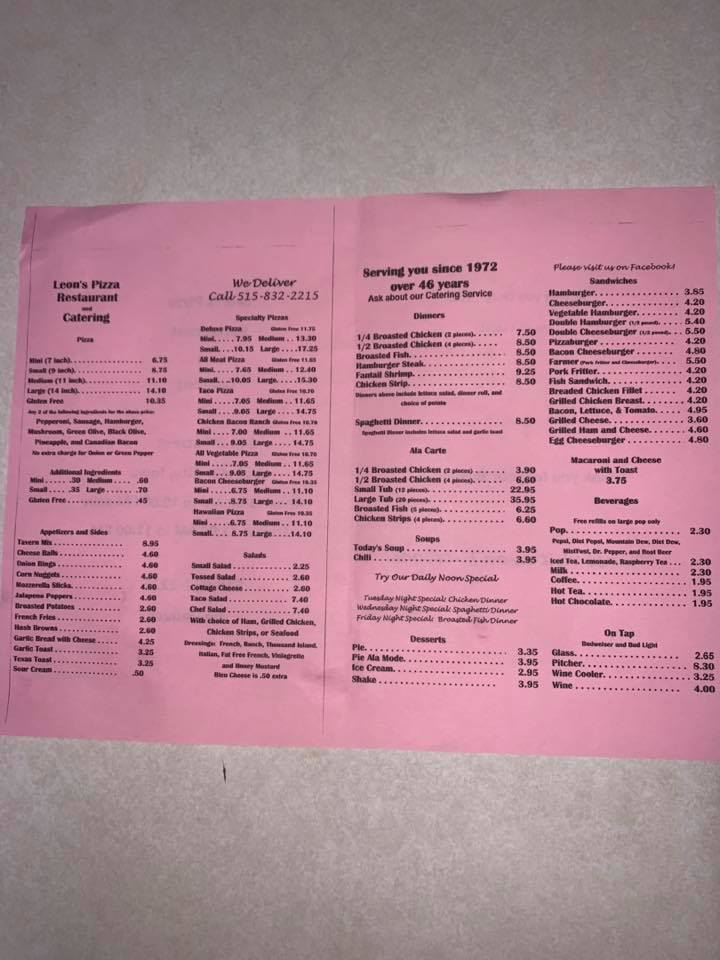 Leon's Pizza
Restaurant
and
Catering
Pizza
Mini (7 inch) 6.75
Small (9 inch) 8.75
Medium (11 inch) 11.10
Large (14 inch) 14.10
Gluten Free 10.35
Any 2 of the following ingredients for the above price:
Pepperoni, Sausage, Hamburger,
Mushroom, Green Olive, Black Olive,
Pineapple, and Canadian Bacon
No extra charge for Onion or Green Pepper
Additional Ingredients
Mini ......30 Medium .... .60
Small .....35 Large ..... .70
Gluten Free .45
Appetizers and Sides
Tavern Mix 8.95
Cheese Balls 4.60
Onion Rings 4.60
Corn Nuggets 4.60
Mozzerella Sticks 4.60
Jalapeno Poppers 4.60
Broasted Potatoes 2.60
French Fries 2.60
Hash Browns 2.60
Garlic Bread with Cheese 4.25
Garlic Toast 3.25
Texas Toast 3.25
Sour Cream .50
We Deliver
Call 515-832-2215
Specialty Pizzas
Deluxe Pizza Gluten Free 11.75
Mini.....7.95 Medium .. 13.30
Small....10.15 Large ....17.25
All Meat Pizza Gluten Free 11.65
Mini.....7.65 Medium .. 12.40
Small...10.05 Large....15.30
Taco Pizza Gluten Free 10.70
Mini.....7.05 Medium .. 11.65
Small ...9.05 Large .... 14.75
Chicken Bacon Ranch Gluten Free 10.70
Mini.... 7.00 Medium .. 11.65
Small... 9.05 Large ....14.75
All Vegetable Pizza Gluten Free 10.70
Mini ....7.05 Medium .. 11.65
Small ...9.05 Large .... 14.75
Bacon Cheeseburger Gluten Free 10.35
Mini.....6.75 Medium .. 11.10
Small....8.75 Large .... 14.10
Hawaiian Pizza Gluten Free 10.35
Mini.....6.75 Medium .. 11.10
Small.... 8.75 Large ....14.10
Salads
Small Salad 2.25
Tossed Salad 2.60
Cottage Cheese 2.60
Taco Salad 7.40
Chef Salad 7.40
With choice of Ham, Grilled Chicken,
Chicken Strips, or Seafood
Dressings: French, Ranch, Thousand Island,
Italian, Fat Free French, Viniagrette
and Honey Mustard
Bleu Cheese is .50 extra
Serving you since 1972
over 46 years
Ask about our Catering Service
Dinners
1/4 Broasted Chicken (2 pieces) 7.50
1/2 Broasted Chicken (4 pieces) 8.50
Broasted Fish 8.50
Hamburger Steak 8.50
Fantail Shrimp 9.25
Chicken Strip 8.50
Dinners above include lettuce salad, dinner roll, and
choice of potato
Spaghetti Dinner 8.50
Spaghetti Dinner includes lettuce salad and garlic toast
Ala Carte
1/4 Broasted Chicken (2 pieces) 3.90
1/2 Broasted Chicken (4 pieces) 6.60
Small Tub (12 pieces) 22.95
Large Tub (20 pieces) 35.95
Broasted Fish (5 pieces) 6.25
Chicken Strips (4 pieces) 6.60
Soups
Today's Soup 3.95
Chili 3.95
Try Our Daily Noon Special
Tuesday Night Special: Chicken Dinner
Wednesday Night Special: Spaghetti Dinner
Friday Night Special: Broasted Fish Dinner
Desserts
Pie 3.35
Pie Ala Mode 3.95
Ice Cream 2.95
Shake 3.95
Please visit us on Facebook!
Sandwiches
Hamburger 3.85
Cheeseburger 4.20
Vegetable Hamburger 4.20
Double Hamburger (1/2 pound) 5.40
Double Cheeseburger (1/2 pound) 5.50
Pizzaburger 4.20
Bacon Cheeseburger 4.80
Farmer (Pork Fritter and Cheeseburger) 5.50
Pork Fritter 4.20
Fish Sandwich 4.20
Breaded Chicken Fillet 4.20
Grilled Chicken Breast 4.20
Bacon, Lettuce, & Tomato 4.95
Grilled Cheese 3.60
Grilled Ham and Cheese 4.60
Egg Cheeseburger 4.80
Macaroni and Cheese
with Toast
3.75
Beverages
Free refills on large pop only
Pop 2.30
Pepsi, Diet Pepsi, Mountain Dew, Diet Dew,
MistTwst, Dr. Pepper, and Root Beer
Iced Tea, Lemonade, Raspberry Tea 2.30
Milk 2.30
Coffee 1.95
Hot Tea 1.95
Hot Chocolate 1.95
On Tap
Budweiser and Bud Light
Glass 2.65
Pitcher 8.30
Wine Cooler 3.25
Wine 4.00